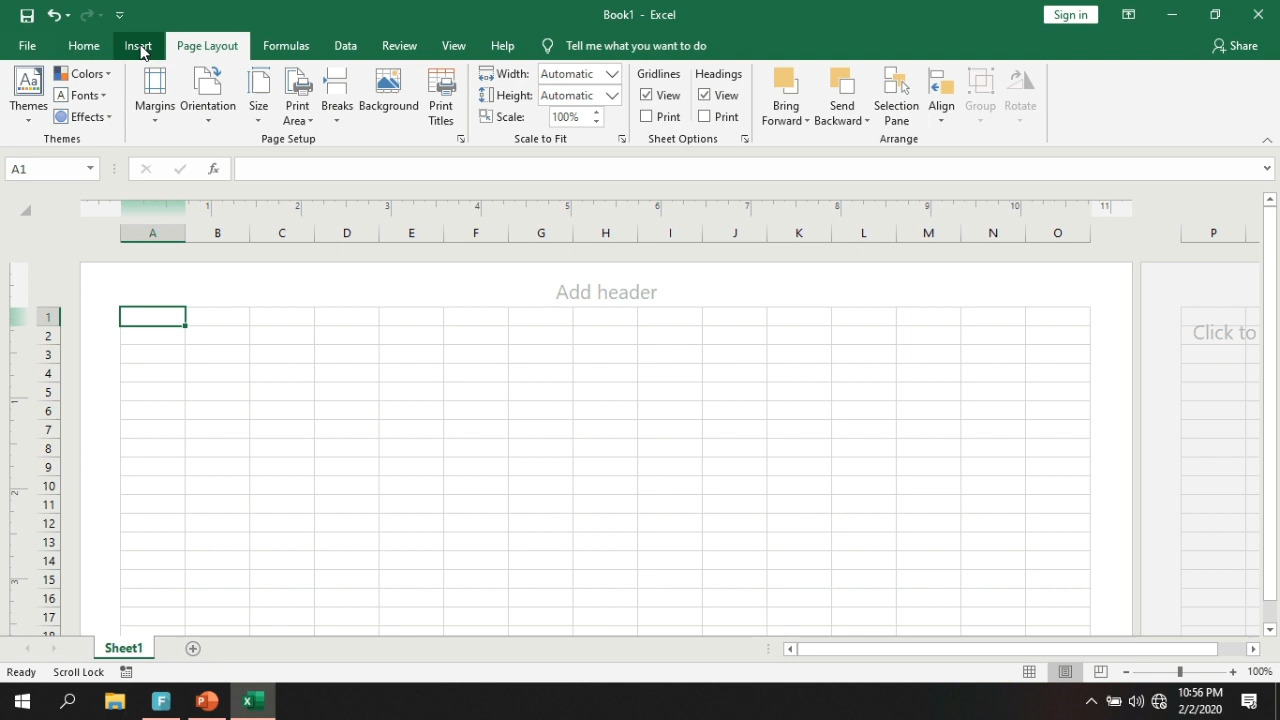 Book1 - Excel
Sign in
File Home Insert Page Layout Formulas Data Review View Help Tell me what you want to do Share
Aa Themes Colors A Fonts Effects Themes
Margins Orientation Size Print Area Breaks Background Print Titles Page Setup
Width: Automatic
Height: Automatic
Scale: 100%
Scale to Fit
Gridlines Headings
View View
Print Print
Sheet Options
Bring Forward Send Backward Selection Pane Align Group Rotate
Arrange
A1 fx
1 2 3 4 5 6 7 8 9 10 11
A B C D E F G H I J K L M N O P
Add header
Click to
1
2
3
4
5
6
7
8
9
10
11
12
13
14
15
16
17
18
1
2
3
Sheet1
Ready Scroll Lock 100%
F P X
10:56 PM
2/2/2020